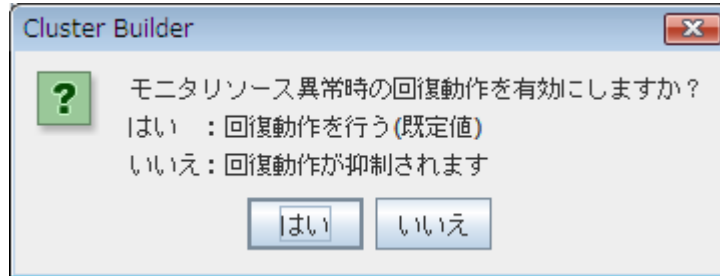 Cluster Builder
?
モニタリソース異常時の回復動作を有効にしますか？
はい　：回復動作を行う(既定値)
いいえ：回復動作が抑制されます
はい　いいえ